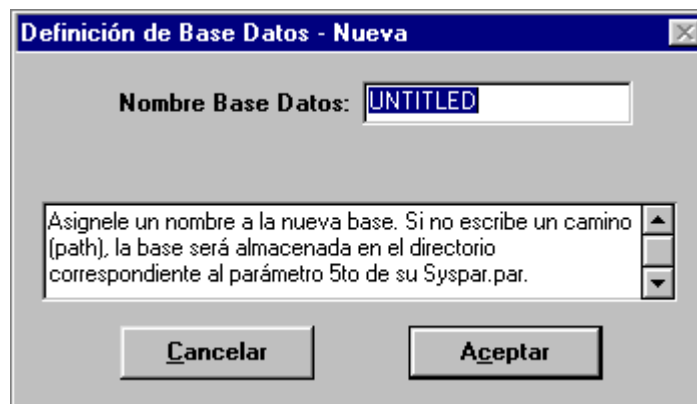 Definición de Base Datos - Nueva
Nombre Base Datos: UNTITLED
Asignele un nombre a la nueva base. Si no escribe un camino
(path), la base será almacenada en el directorio
correspondiente al parámetro 5to de su Syspar.par.
Cancelar Aceptar